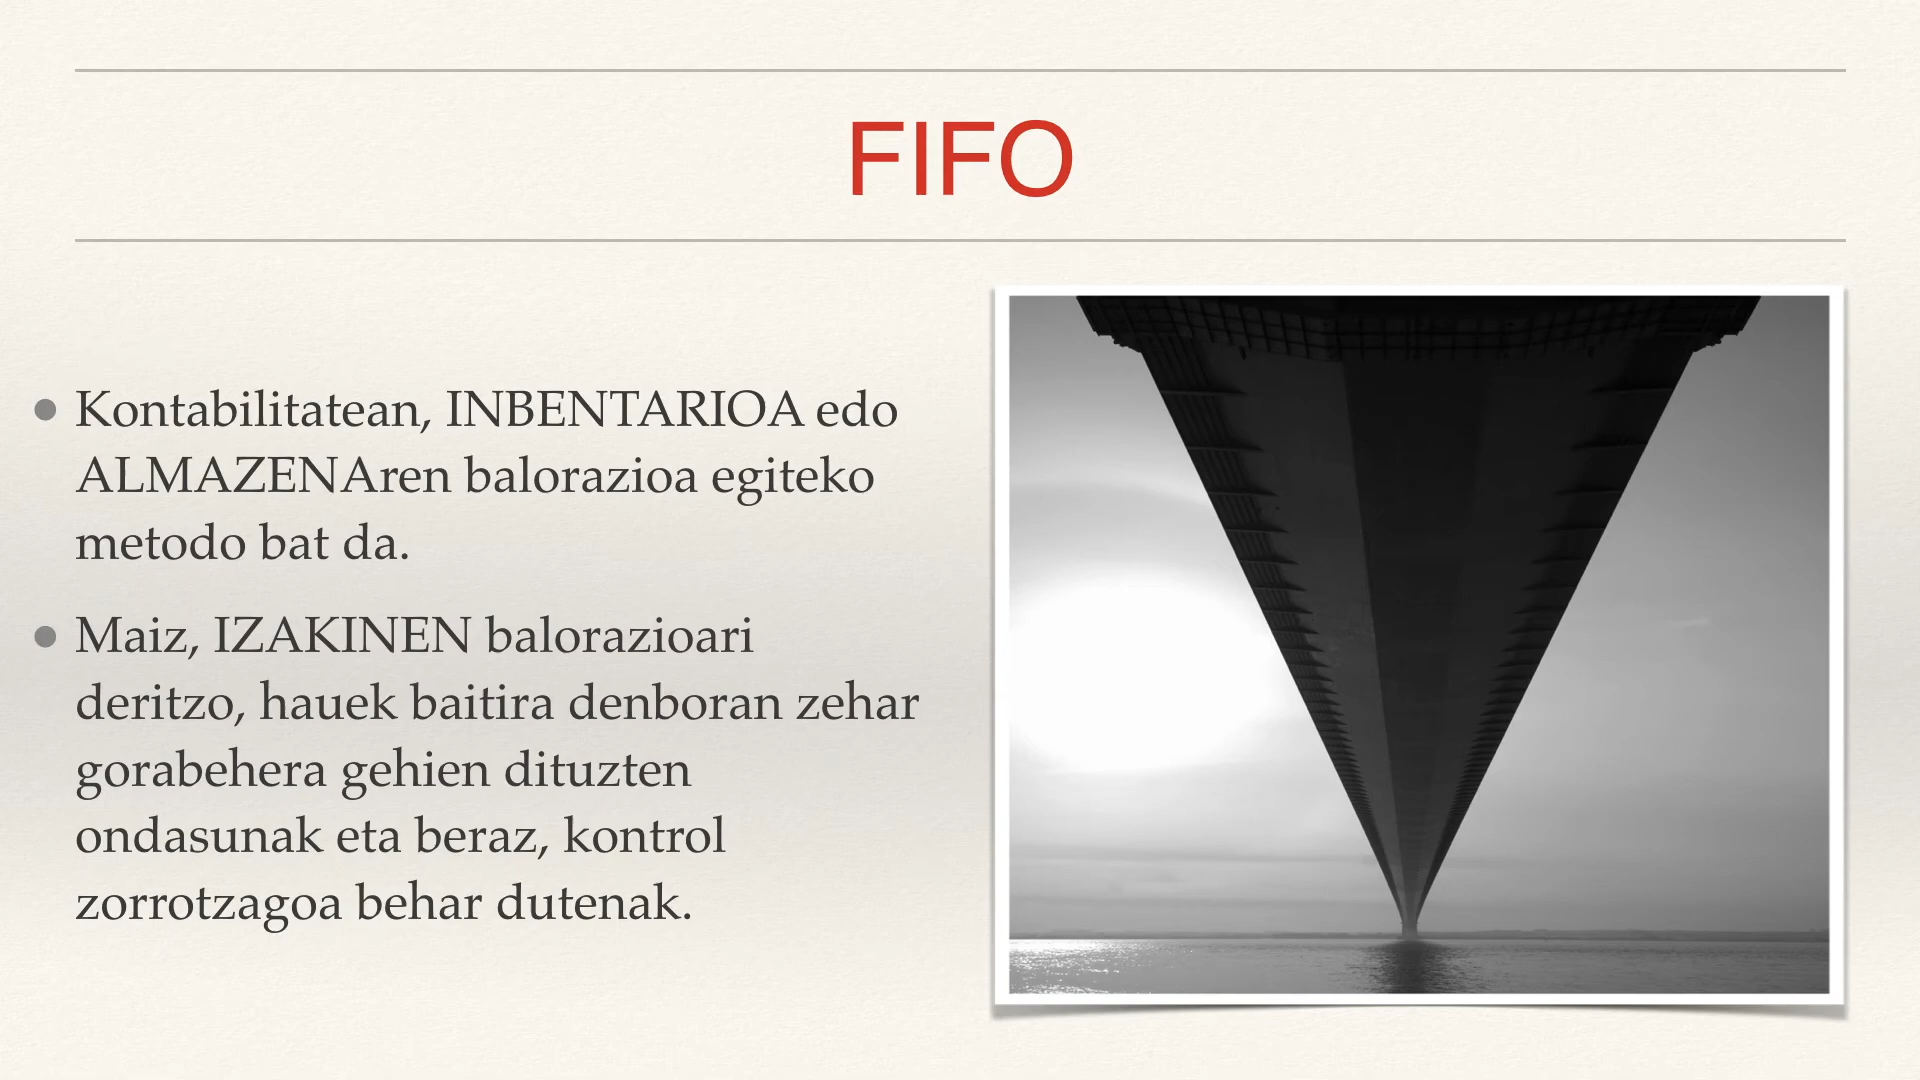 FIFO
Kontabilitatean, INBENTARIOA edo
ALMAZENAren balorazioa egiteko
metodo bat da.
Maiz, IZAKINEN balorazioari
deritzo, hauek baitira denboran zehar
gorabehera gehien dituzten
ondasunak eta beraz, kontrol
zorrotzagoa behar dutenak.